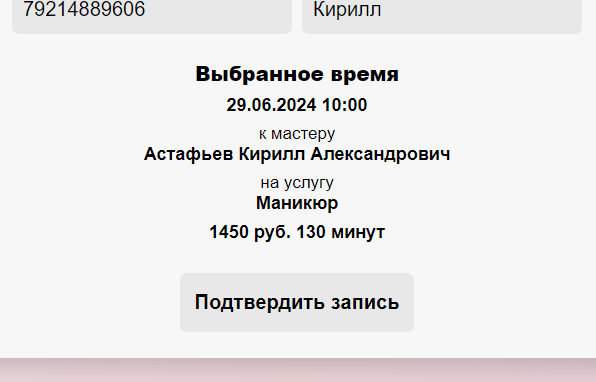 79214889606
Кирилл
Выбранное время
29.06.2024 10:00
к мастеру
Астафьев Кирилл Александрович
на услугу
Маникюр
1450 руб. 130 минут
Подтвердить запись